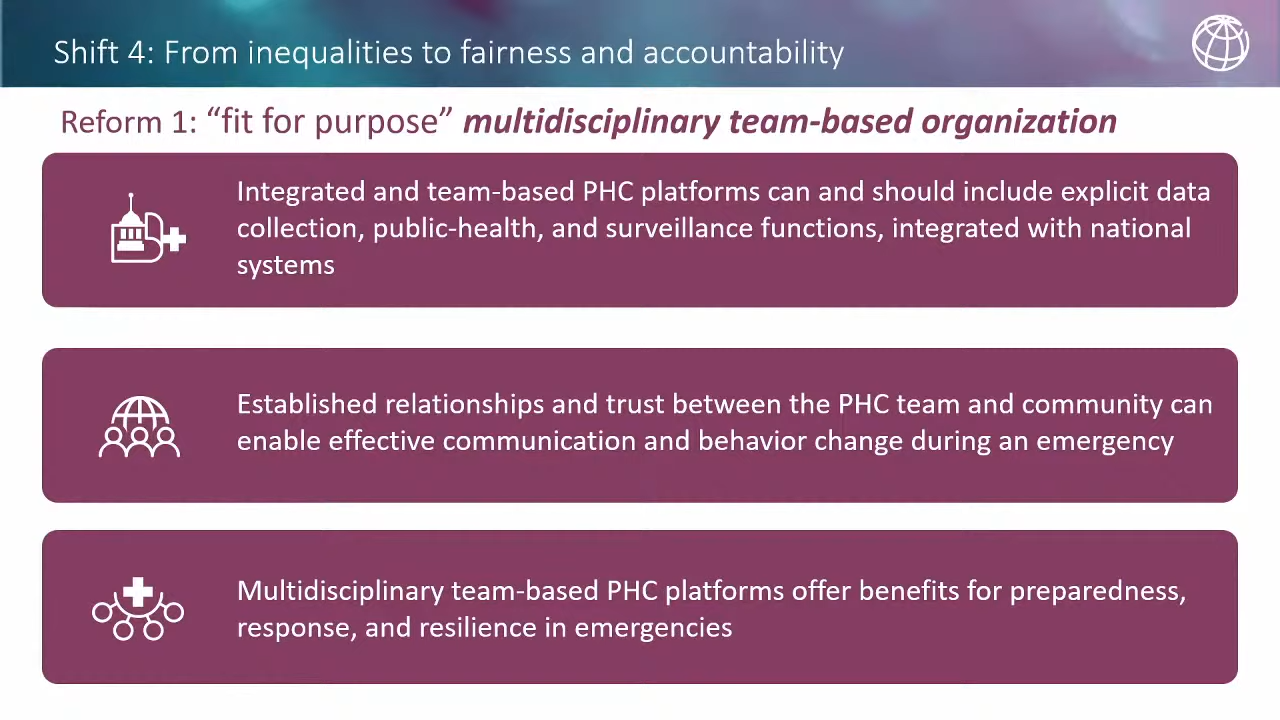 Shift 4: From inequalities to fairness and accountability
Reform 1: “fit for purpose” multidisciplinary team-based organization
Integrated and team-based PHC platforms can and should include explicit data
collection, public-health, and surveillance functions, integrated with national
systems
Established relationships and trust between the PHC team and community can
enable effective communication and behavior change during an emergency
Multidisciplinary team-based PHC platforms offer benefits for preparedness,
response, and resilience in emergencies